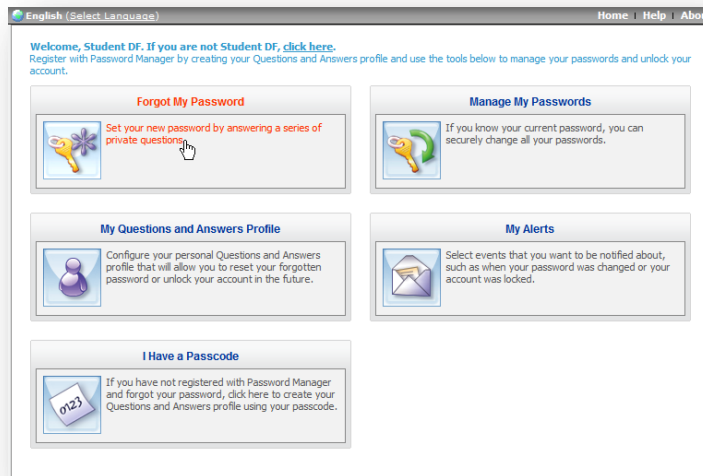 English (Select Language)
Home | Help |
Welcome, Student DF. If you are not Student DF, click here.
Register with Password Manager by creating your Questions and Answers profile and use the tools below to manage your passwords and unlock your
account.
Forgot My Password
Set your new password by answering a series of
private questions.
Manage My Passwords
If you know your current password, you can
securely change all your passwords.
My Questions and Answers Profile
Configure your personal Questions and Answers
profile that will allow you to reset your forgotten
password or unlock your account in the future.
My Alerts
Select events that you want to be notified about,
such as when your password was changed or your
account was locked.
I Have a Passcode
0123
If you have not registered with Password Manager
and forgot your password, click here to create your
Questions and Answers profile using your passcode.